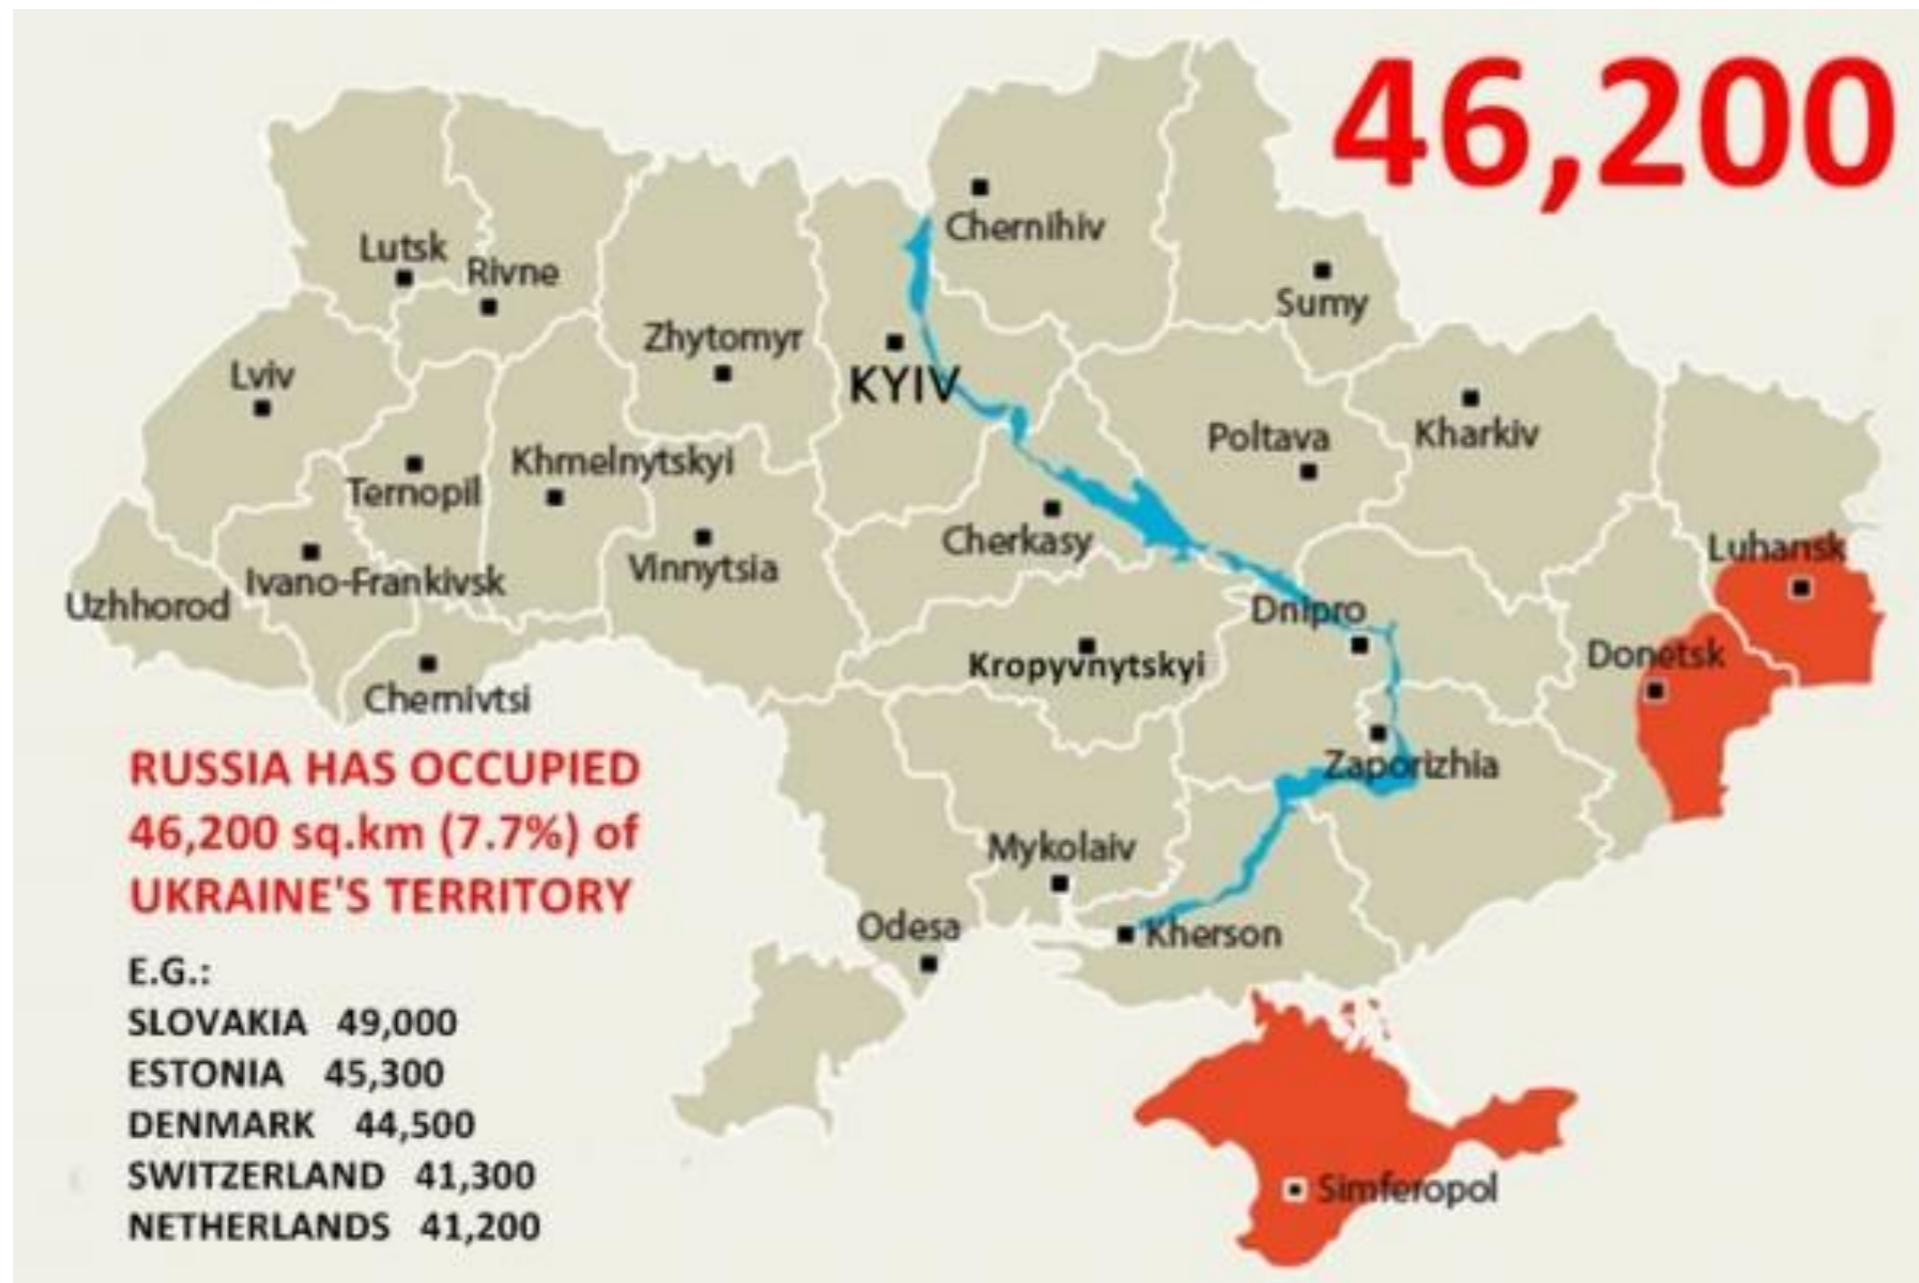 46,200
Chernihiv
Lutsk
Rivne
Sumy
Zhytomyr
Lviv
KYIV
Poltava
Kharkiv
Khmelnytskyi
Ternopil
Cherkasy
Luhansk
Vinnytsia
Ivano-Frankivsk
Uzhhorod
Dnipro
Donetsk
Kropyvnytskyi
Chernivtsi
Zaporizhia
Mykolaiv
Odesa
Kherson
Simferopol
RUSSIA HAS OCCUPIED
46,200 sq.km (7.7%) of
UKRAINE'S TERRITORY
E.G.:
SLOVAKIA 49,000
ESTONIA 45,300
DENMARK 44,500
SWITZERLAND 41,300
NETHERLANDS 41,200